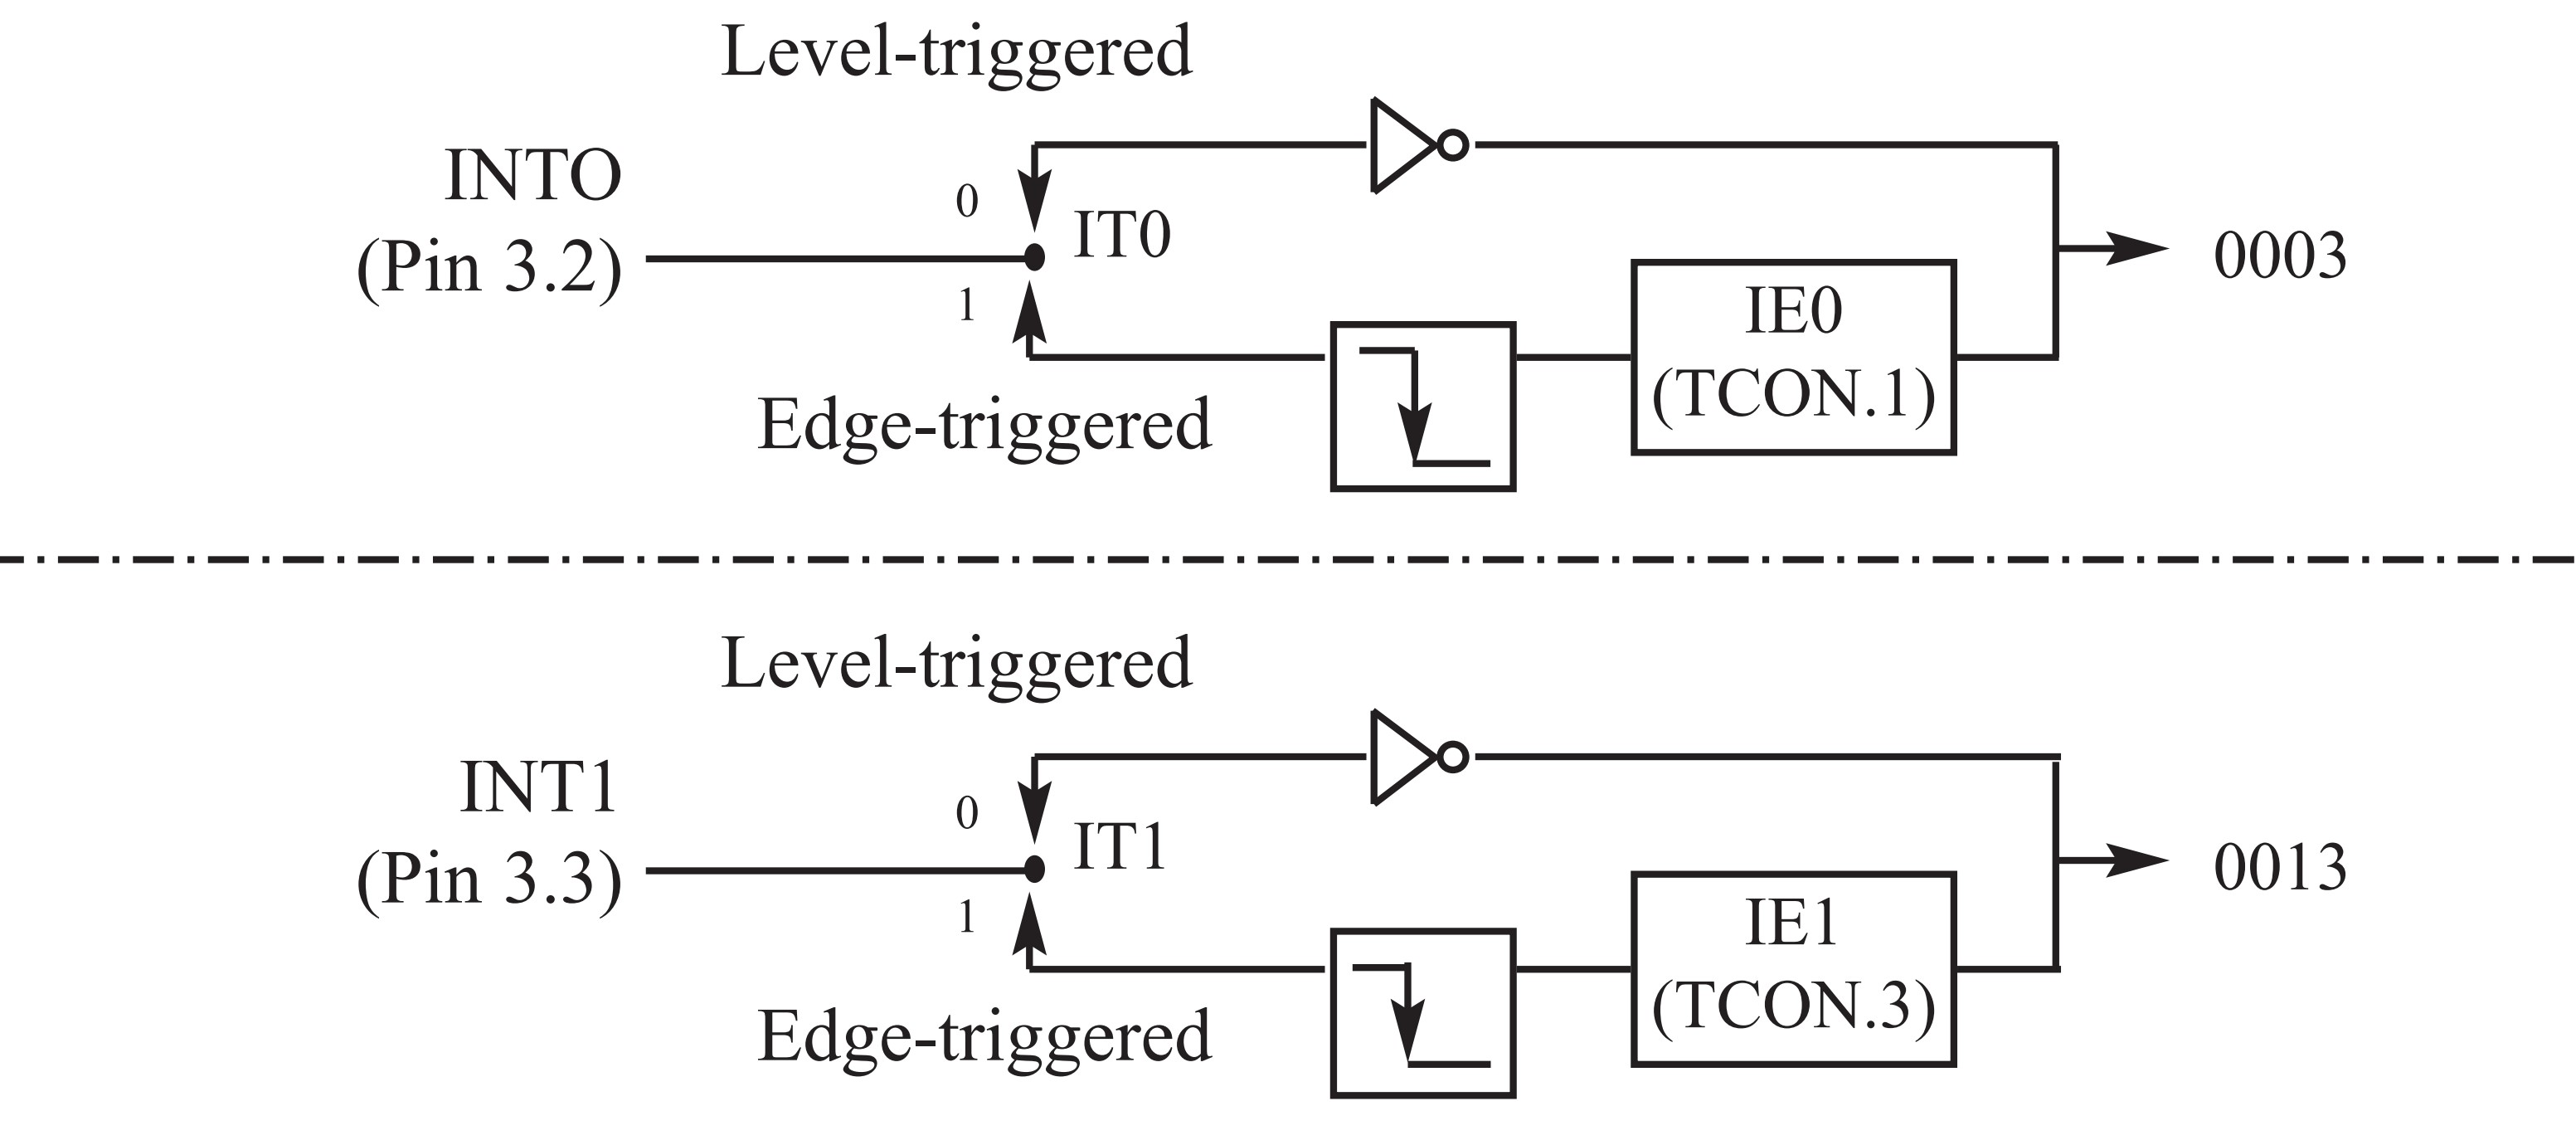 Level-triggered
INTO
(Pin 3.2)
0
IT0
1
0003
IE0
(TCON.1)
Edge-triggered
Level-triggered
INT1
(Pin 3.3)
0
IT1
1
0013
IE1
(TCON.3)
Edge-triggered